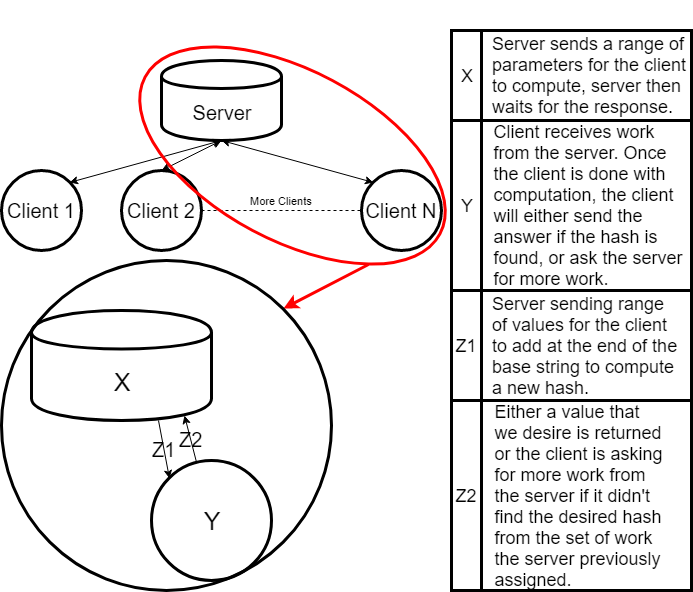 Server
Client 1
Client 2
More Clients
Client N
X
Z1
Z2
Y
X
Server sends a range of
parameters for the client
to compute, server then
waits for the response.
Y
Client receives work
from the server. Once
the client is done with
computation, the client
will either send the
answer if the hash is
found, or ask the server
for more work.
Z1
Server sending range
of values for the client
to add at the end of the
base string to compute
a new hash.
Z2
Either a value that
we desire is returned
or the client is asking
for more work from
the server if it didn't
find the desired hash
from the set of work
the server previously
assigned.